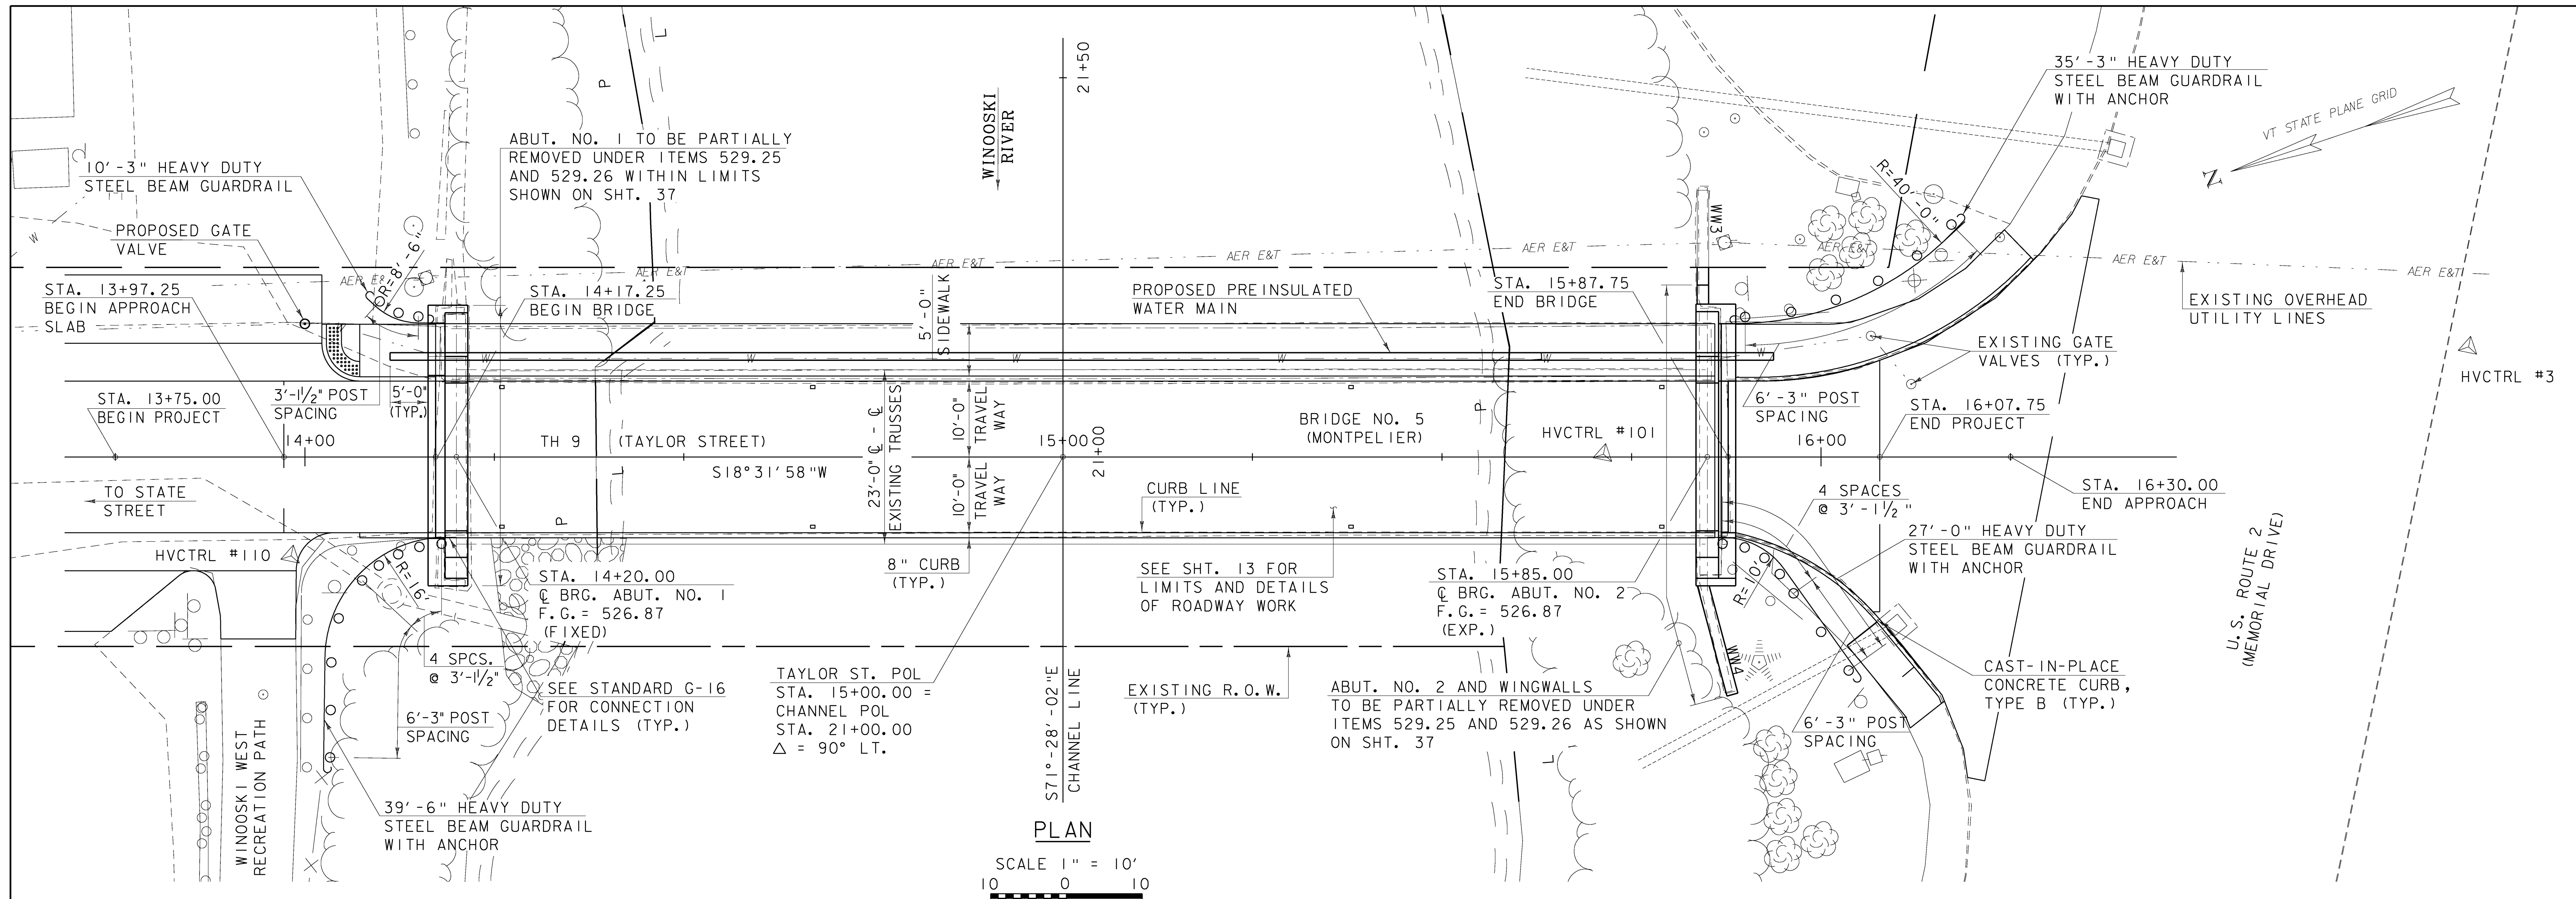 21+50
35'-3" HEAVY DUTY
STEEL BEAM GUARDRAIL
WITH ANCHOR
VT STATE PLANE GRID
N
WINOOSKI
RIVER
ABUT. NO. 1 TO BE PARTIALLY
REMOVED UNDER ITEMS 529.25
AND 529.26 WITHIN LIMITS
SHOWN ON SHT. 37
10'-3" HEAVY DUTY
STEEL BEAM GUARDRAIL
P
L
PROPOSED GATE
VALVE
W
R=8'-6"
R=40'-0"
WW3
AER E&T
AER E&T
AER E&T
AER E&T
AER E&T
AER E&T
AER E&T
AER E&T
STA. 13+97.25
BEGIN APPROACH
SLAB
STA. 14+17.25
BEGIN BRIDGE
5'-0"
SIDEWALK
PROPOSED PREINSULATED
WATER MAIN
STA. 15+87.75
END BRIDGE
EXISTING OVERHEAD
UTILITY LINES
EXISTING GATE
VALVES (TYP.)
HVCTRL #3
W
W
W
W
W
W
STA. 13+75.00
BEGIN PROJECT
3'-1½" POST
SPACING
5'-0"
(TYP.)
14+00
TH 9 (TAYLOR STREET)
S18°31'58"W
23'-0" ℄ - ℄
EXISTING TRUSSES
10'-0"
TRAVEL
WAY
10'-0"
TRAVEL
WAY
15+00
21+00
BRIDGE NO. 5
(MONTPELIER)
P
HVCTRL #101
6'-3" POST
SPACING
16+00
STA. 16+07.75
END PROJECT
TO STATE
STREET
HVCTRL #110
P
L
CURB LINE
(TYP.)
4 SPACES
@ 3'-1½"
STA. 16+30.00
END APPROACH
27'-0" HEAVY DUTY
STEEL BEAM GUARDRAIL
WITH ANCHOR
R=16'
STA. 14+20.00
℄ BRG. ABUT. NO. 1
F.G.= 526.87
(FIXED)
8" CURB
(TYP.)
SEE SHT. 13 FOR
LIMITS AND DETAILS
OF ROADWAY WORK
STA. 15+85.00
℄ BRG. ABUT. NO. 2
F.G.= 526.87
(EXP.)
R=10'
WW4
U.S. ROUTE 2
(MEMORIAL DRIVE)
4 SPCS.
@ 3'-1½"
SEE STANDARD G-16
FOR CONNECTION
DETAILS (TYP.)
6'-3" POST
SPACING
TAYLOR ST. POL
STA. 15+00.00 =
CHANNEL POL
STA. 21+00.00
△ = 90° LT.
S71°-28'-02"E
CHANNEL LINE
EXISTING R.O.W.
(TYP.)
ABUT. NO. 2 AND WINGWALLS
TO BE PARTIALLY REMOVED UNDER
ITEMS 529.25 AND 529.26 AS SHOWN
ON SHT. 37
L
CAST-IN-PLACE
CONCRETE CURB,
TYPE B (TYP.)
6'-3" POST
SPACING
WINOOSKI WEST
RECREATION PATH
39'-6" HEAVY DUTY
STEEL BEAM GUARDRAIL
WITH ANCHOR
PLAN
SCALE 1" = 10'
10 0 10